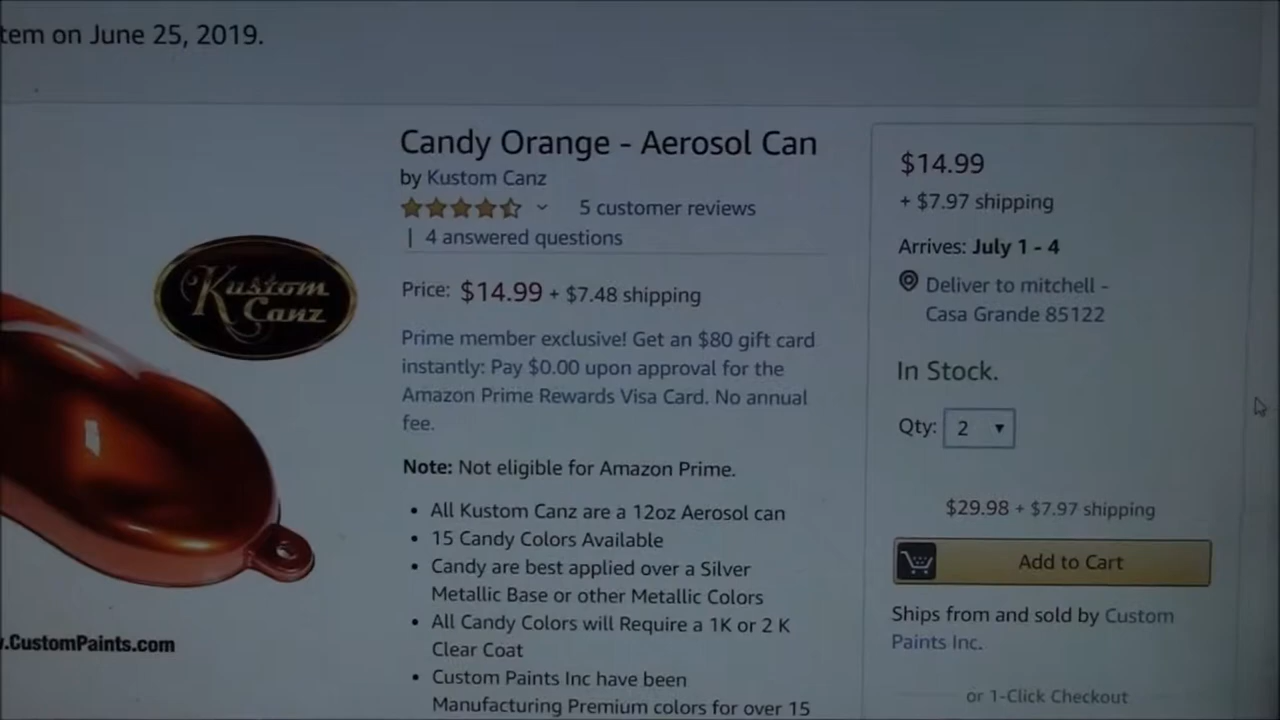 tem on June 25, 2019.
Candy Orange - Aerosol Can
by Kustom Canz
5 customer reviews
| 4 answered questions
Price: $14.99 + $7.48 shipping
Prime member exclusive! Get an $80 gift card
instantly: Pay $0.00 upon approval for the
Amazon Prime Rewards Visa Card. No annual
fee.
Note: Not eligible for Amazon Prime.
• All Kustom Canz are a 12oz Aerosol can
• 15 Candy Colors Available
• Candy are best applied over a Silver
Metallic Base or other Metallic Colors
• All Candy Colors will Require a 1K or 2 K
Clear Coat
• Custom Paints Inc have been
Manufacturing Premium colors for over 15
Kustom
Canz
.CustomPaints.com
$14.99
+ $7.97 shipping
Arrives: July 1 - 4
Deliver to mitchell -
Casa Grande 85122
In Stock.
Qty: 2
$29.98 + $7.97 shipping
Add to Cart
Ships from and sold by Custom
Paints Inc.
or 1-Click Checkout